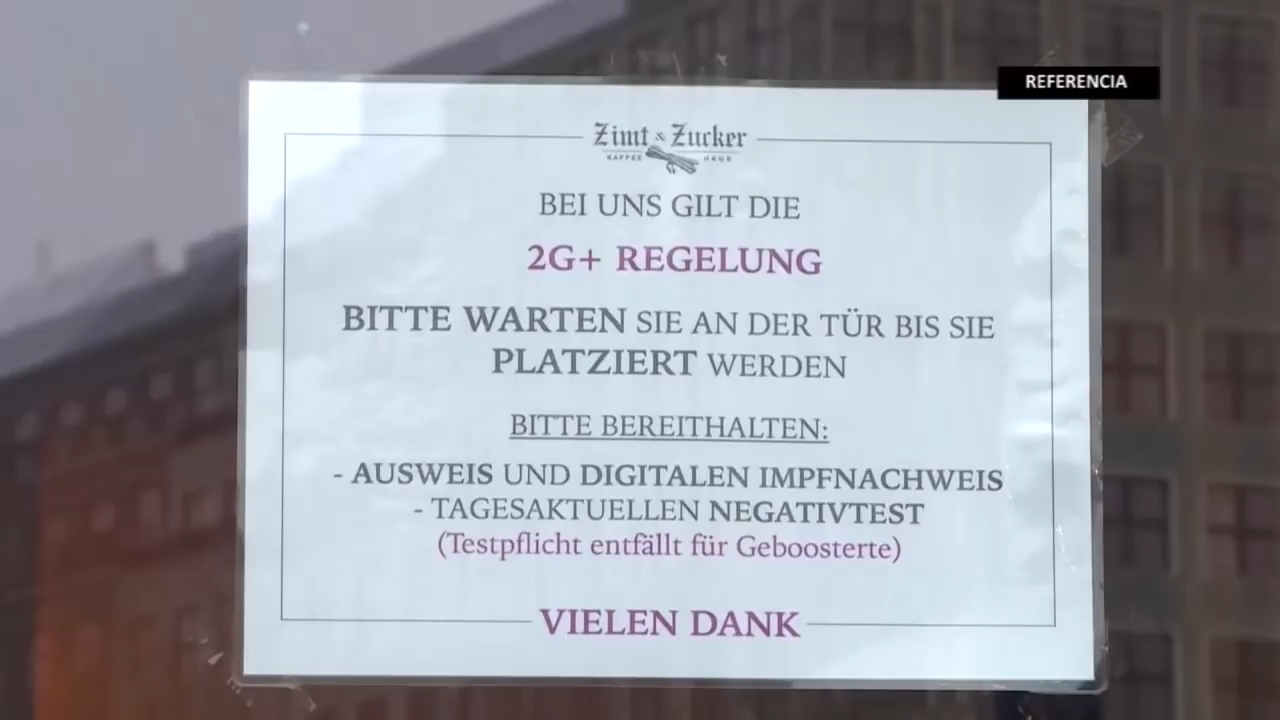 REFERENCIA
Zimt & Zucker
KAFFEE HAUS
BEI UNS GILT DIE
2G+ REGELUNG
BITTE WARTEN SIE AN DER TÜR BIS SIE
PLATZIERT WERDEN
BITTE BEREITHALTEN:
- AUSWEIS UND DIGITALEN IMPFNACHWEIS
- TAGESAKTUELLEN NEGATIVTEST
(Testpflicht entfällt für Geboosterte)
VIELEN DANK